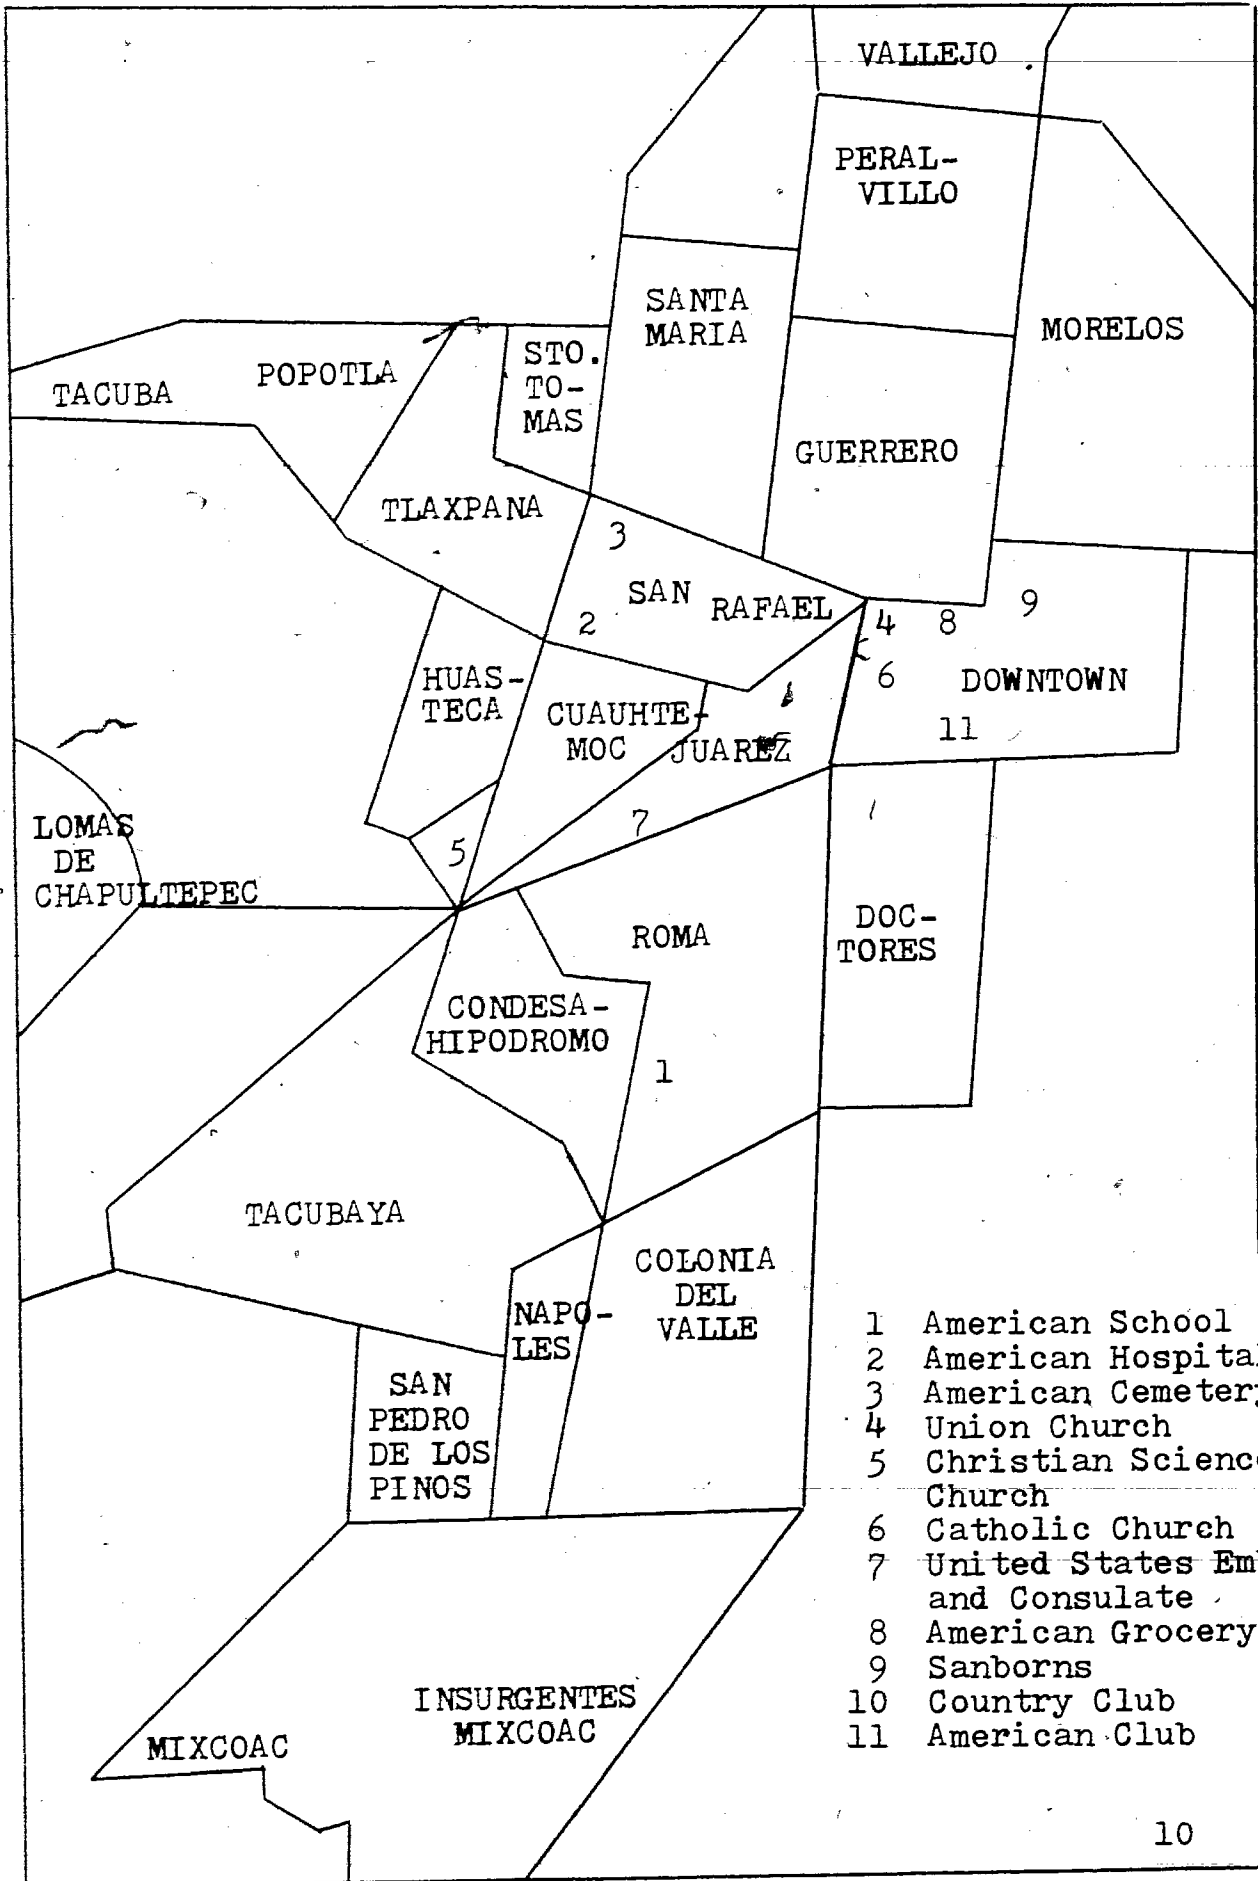 VALLEJO
PERAL-
VILLO
SANTA
MARIA
MORELOS
STO.
TO-
MAS
POPOTLA
TACUBA
GUERRERO
TLAXPANA
3
SAN RAFAEL
2
4
8
9
6
DOWNTOWN
11
HUAS-
TECA
CUAUHTE-
MOC
JUAREZ
7
5
LOMAS
DE
CHAPULTEPEC
ROMA
DOC-
TORES
CONDESA-
HIPODROMO
1
TACUBAYA
COLONIA
DEL
VALLE
NAPO-
LES
SAN
PEDRO
DE LOS
PINOS
INSURGENTES
MIXCOAC
MIXCOAC
1 American School
2 American Hospital
3 American Cemetery
4 Union Church
5 Christian Science
Church
6 Catholic Church
7 United States Em
and Consulate
8 American Grocery
9 Sanborns
10 Country Club
11 American Club
10